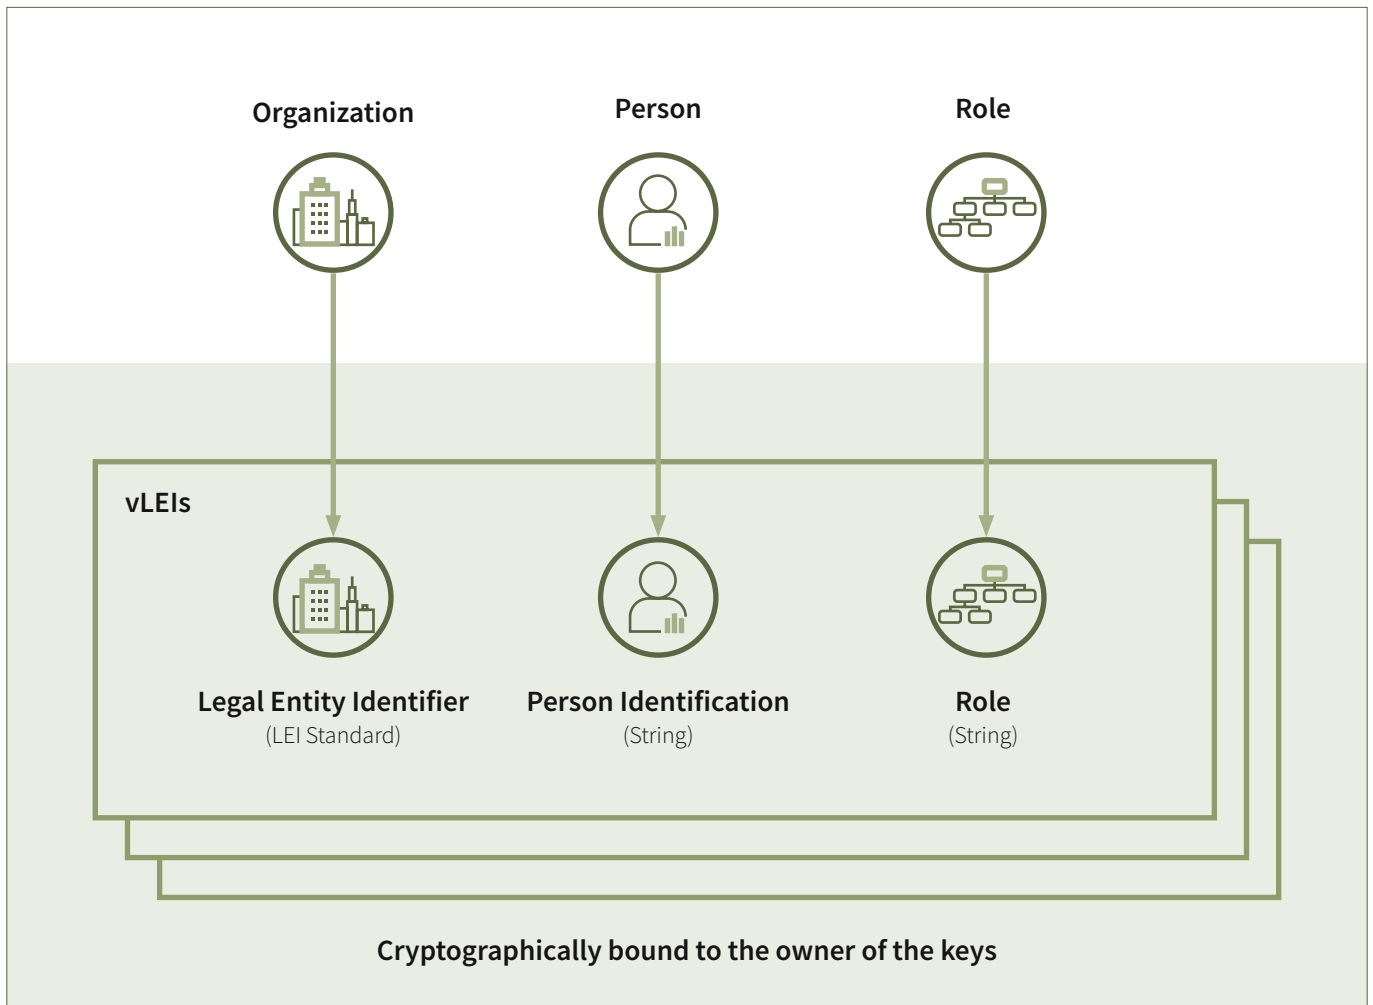 Organization
Person
Role
vLEIs
Legal Entity Identifier
(LEI Standard)
Person Identification
(String)
Role
(String)
Cryptographically bound to the owner of the keys